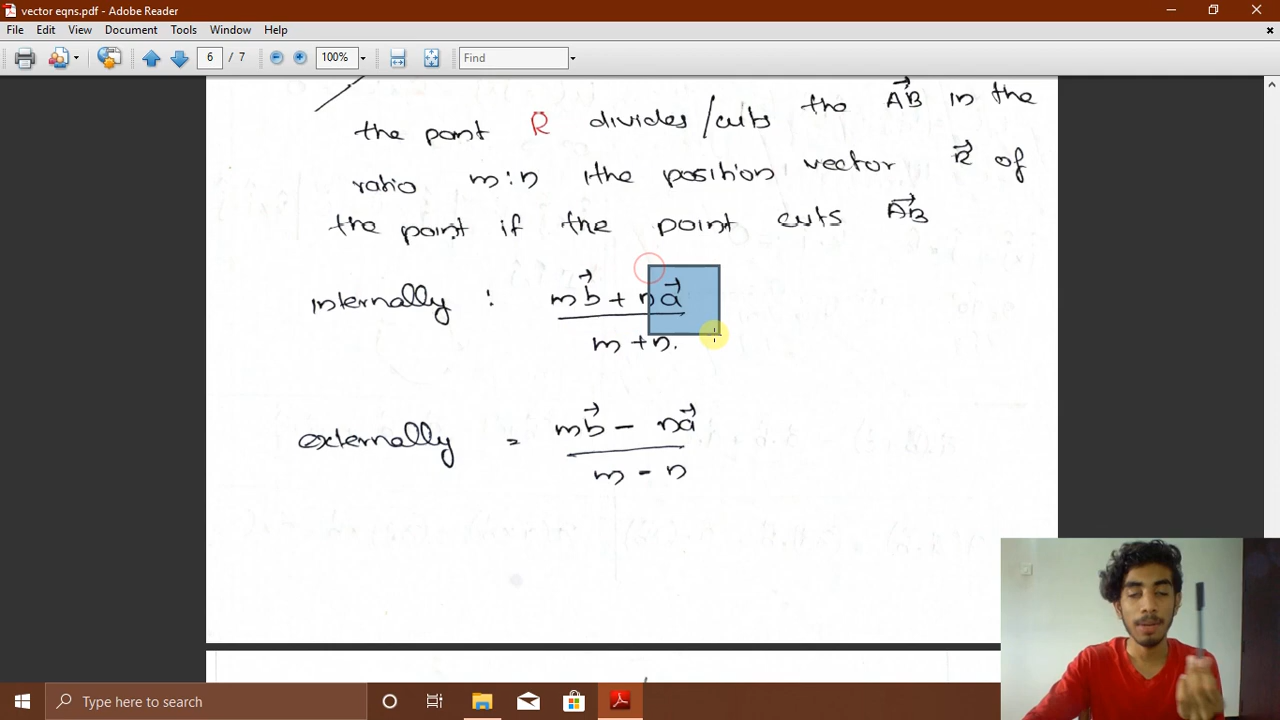 vector eqns.pdf - Adobe Reader
File Edit View Document Tools Window Help
6 / 7 100% Find
the point R divides/cuts the A⃗B⃗ in the
ratio m:n the position vector R⃗ of
the point if the point cuts A⃗B⃗
internally : mb⃗ + na⃗
m + n.
externally = mb⃗ - na⃗
m - n
Type here to search